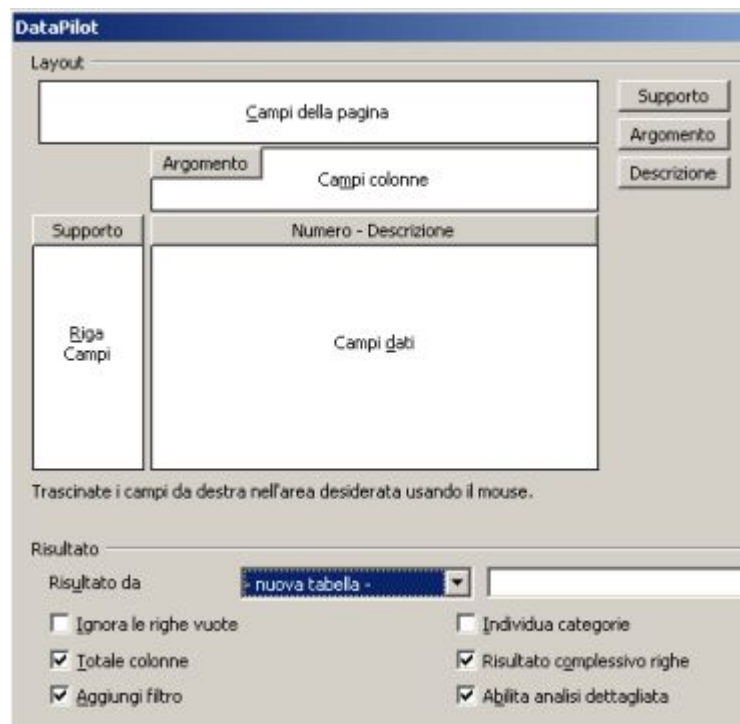 DataPilot
Layout
Campi della pagina
Supporto
Argomento
Descrizione
Argomento
Campi colonne
Supporto
Numero - Descrizione
Riga
Campi
Campi dati
Trascinate i campi da destra nell'area desiderata usando il mouse.
Risultato
Risultato da
- nuova tabella -
Ignora le righe vuote
Individua categorie
Totale colonne
Risultato complessivo righe
Aggiungi filtro
Abilita analisi dettagliata